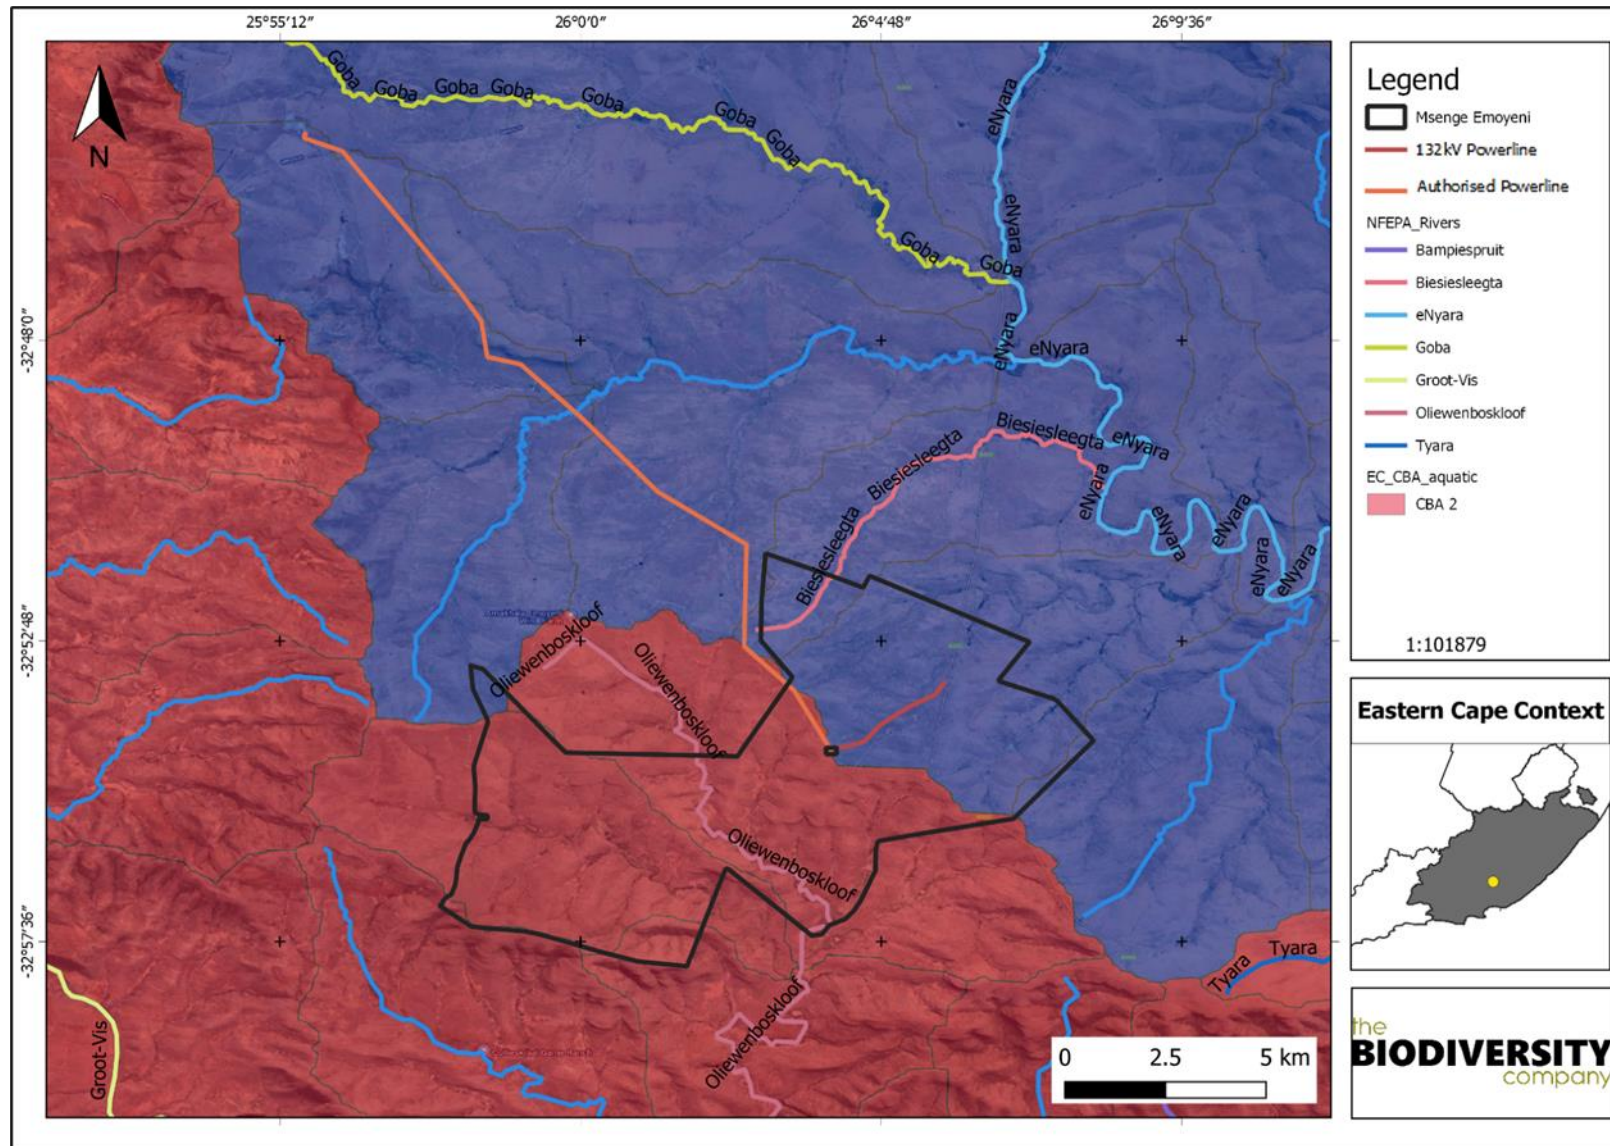 25°55′12″ 26°0′0″ 26°4′48″ 26°9′36″
-32°48′0″
-32°52′48″
-32°57′36″
N
Goba
Goba
Goba
Goba
Goba
Goba
Goba
Goba
Goba
eNyara
eNyara
eNyara
eNyara
eNyara
eNyara
eNyara
eNyara
eNyara
eNyara
Biesiesleegta
Biesiesleegta
Biesiesleegta
Oliewenboskloof
Oliewenboskloof
Oliewenboskloof
Oliewenboskloof
Tyara
Tyara
Groot-Vis
0 2.5 5 km
Legend
Msenge Emoyeni
132kV Powerline
Authorised Powerline
NFEPA_Rivers
Bampiespruit
Biesiesleegta
eNyara
Goba
Groot-Vis
Oliewenboskloof
Tyara
EC_CBA_aquatic
CBA 2
1:101879
Eastern Cape Context
the
BIODIVERSITY
company